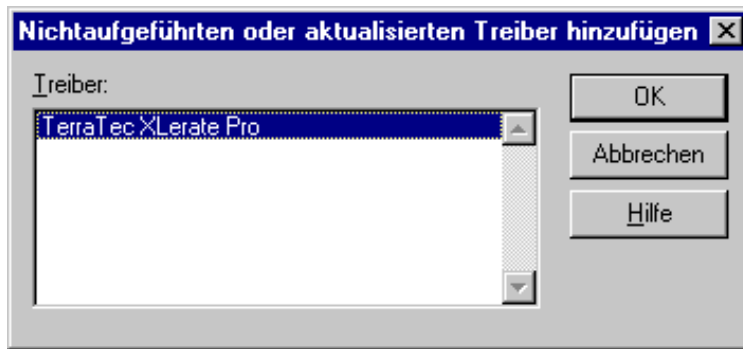 Nichtaufgeführten oder aktualisierten Treiber hinzufügen
Treiber:
TerraTec XLerate Pro
OK
Abbrechen
Hilfe